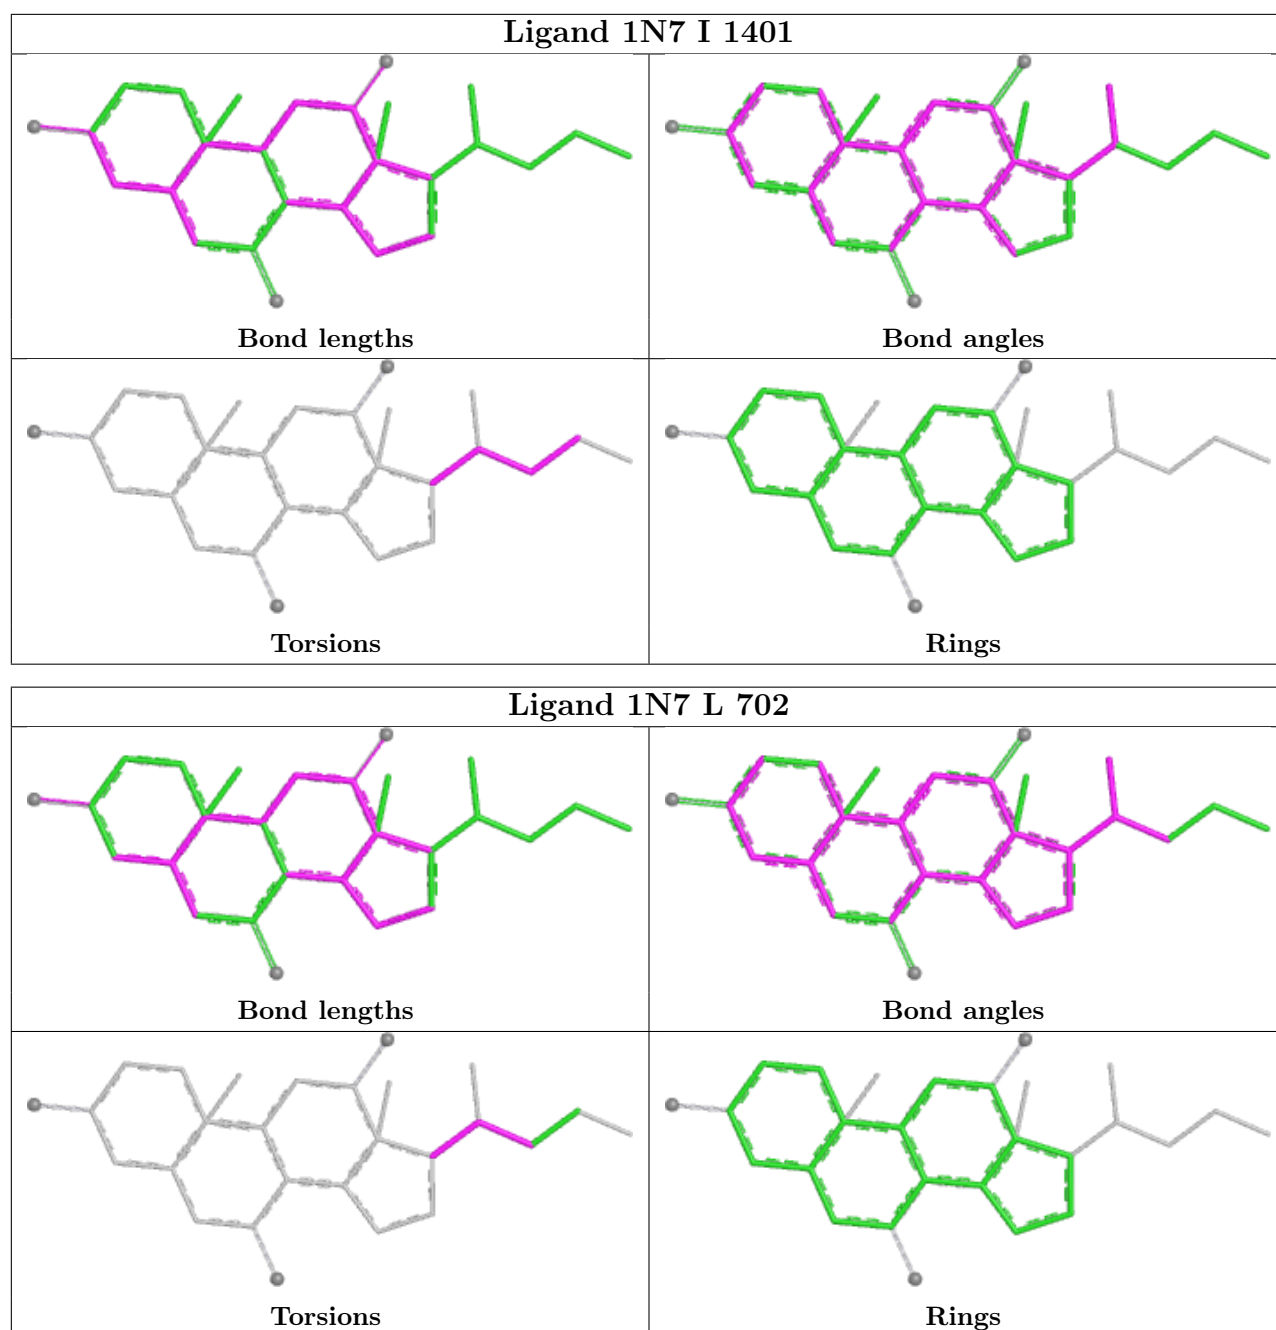 Ligand 1N7 I 1401
Bond lengths
Bond angles
Torsions
Rings
Ligand 1N7 L 702
Bond lengths
Bond angles
Torsions
Rings